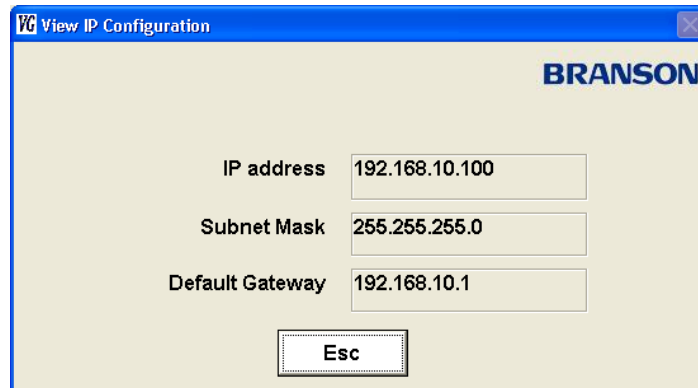 VG View IP Configuration
BRANSON
IP address 192.168.10.100
Subnet Mask 255.255.255.0
Default Gateway 192.168.10.1
Esc